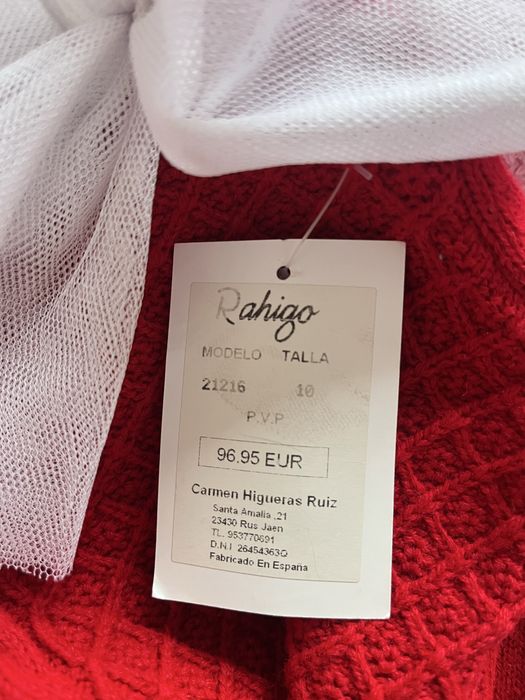 Rahigo
MODELO TALLA
21216 10
P.V.P
96.95 EUR
Carmen Higueras Ruiz
Santa Amalia ,21
23430 Rus Jaen
TL. 953770691
D.N.I 26454363Q
Fabricado En España